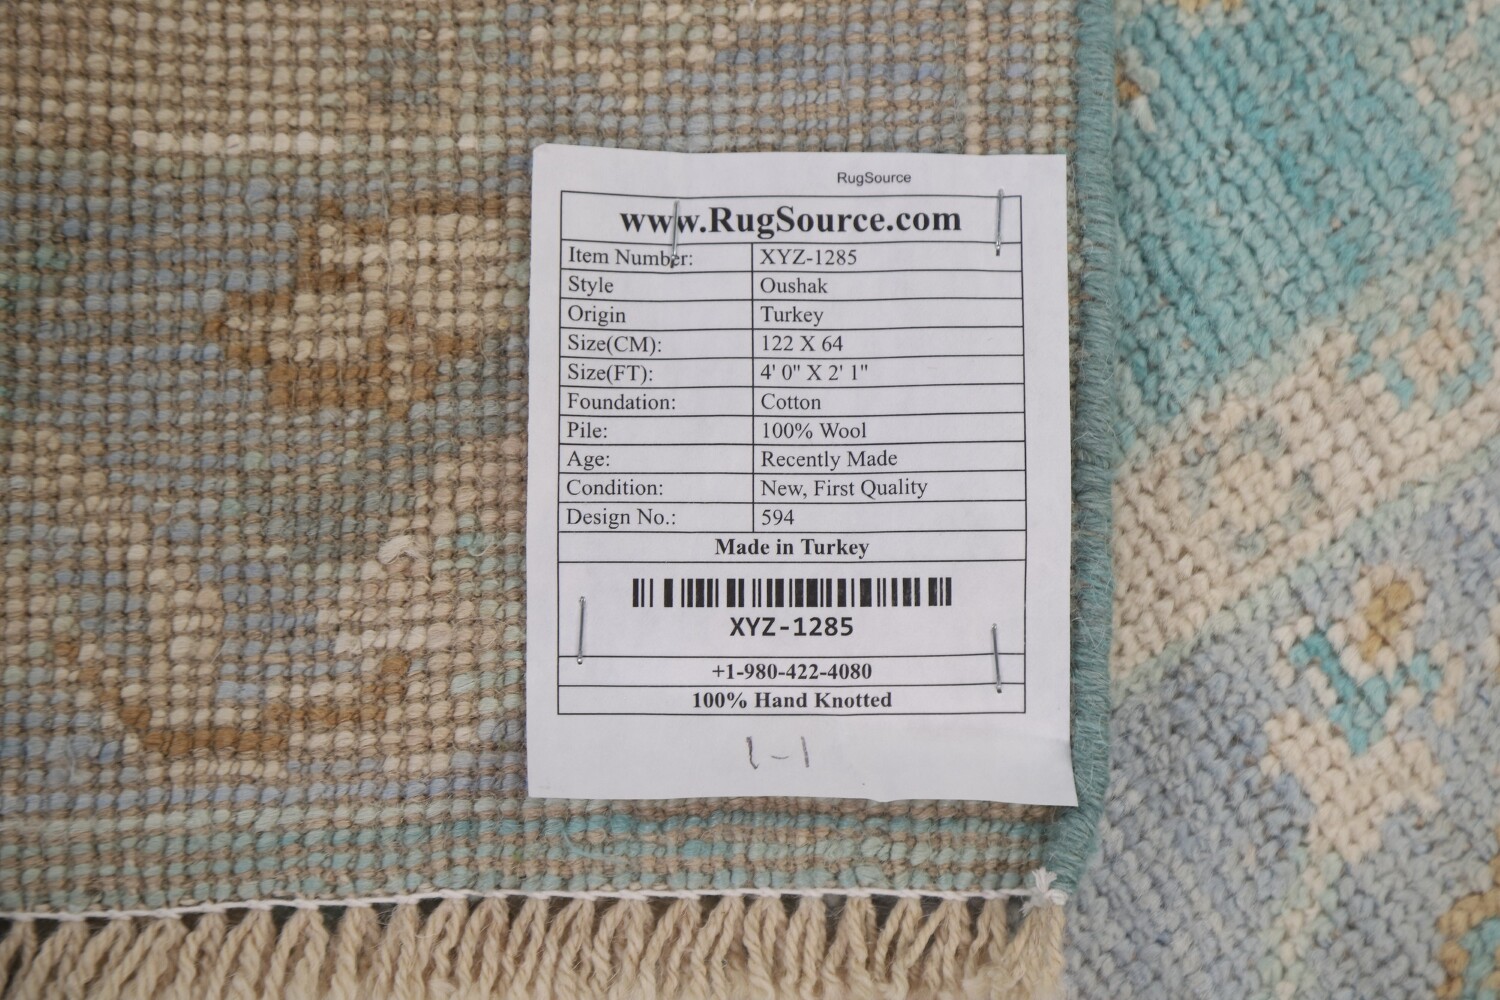 RugSource
www.RugSource.com
Item Number: XYZ-1285
Style Oushak
Origin Turkey
Size(CM): 122 X 64
Size(FT): 4' 0" X 2' 1"
Foundation: Cotton
Pile: 100% Wool
Age: Recently Made
Condition: New, First Quality
Design No.: 594
Made in Turkey
XYZ-1285
+1-980-422-4080
100% Hand Knotted
1-1